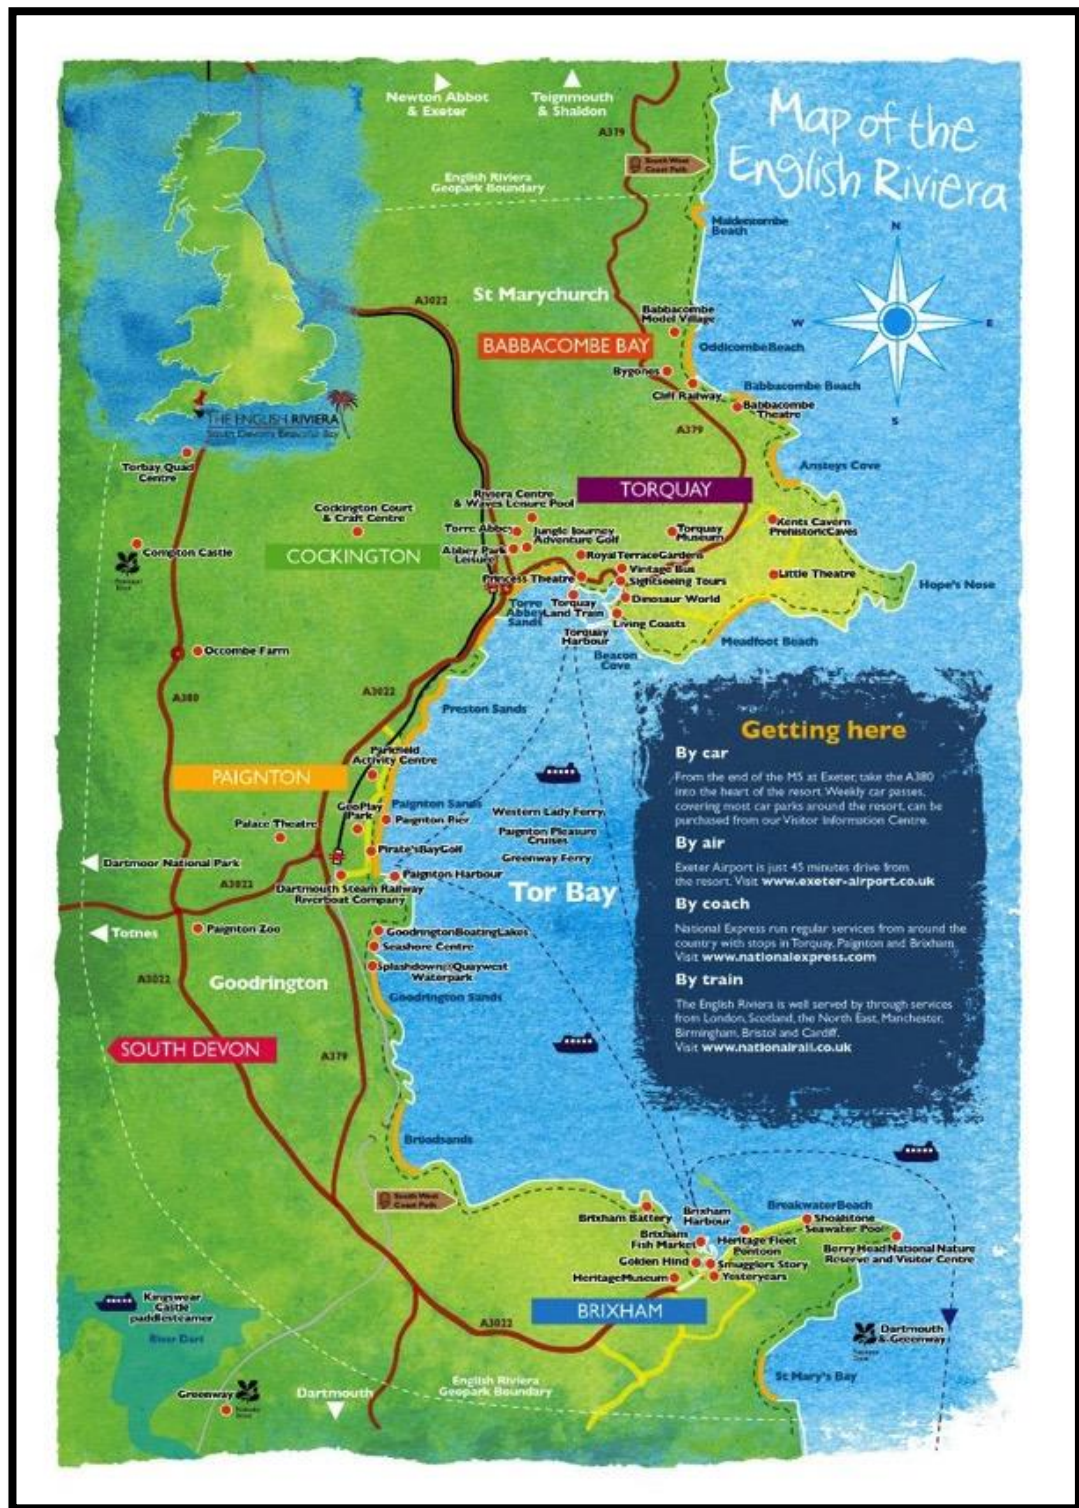 Map of the
English Riviera
Newton Abbot
& Exeter
Teignmouth
& Shaldon
A379
South West
Coast Path
English Riviera
Geopark Boundary
Maidencombe
Beach
N
W
E
S
A3022
St Marychurch
Babbacombe
Model Village
BABBACOMBE BAY
Oddicombe Beach
Bygones
Cliff Railway
Babbacombe Beach
Babbacombe
Theatre
A379
THE ENGLISH RIVIERA
South Devon's Beautiful Bay
Torbay Quad
Centre
Ansteys Cove
TORQUAY
Riviera Centre
& Waves Leisure Pool
Cockington Court
& Craft Centre
Torre Abbey
Jungle Journey
Adventure Golf
Torquay
Museum
Kents Cavern
Prehistoric Caves
Compton Castle
COCKINGTON
Abbey Park
Leisure
Royal Terrace Gardens
Vintage Bus
Sightseeing Tours
Princess Theatre
Little Theatre
Hope's Nose
Torre
Abbey
Sands
Torquay
Land Train
Dinosaur World
Living Coasts
Torquay
Harbour
Meadfoot Beach
Beacon
Cove
Occombe Farm
A380
A3022
Preston Sands
Getting here
By car
From the end of the M5 at Exeter, take the A380
into the heart of the resort. Weekly car passes,
covering most car parks around the resort, can be
purchased from our Visitor Information Centre.
By air
Exeter Airport is just 45 minutes drive from
the resort. Visit www.exeter-airport.co.uk
By coach
National Express run regular services from around the
country with stops in Torquay, Paignton and Brixham.
Visit www.nationalexpress.com
By train
The English Riviera is well served by through services
from London, Scotland, the North East, Manchester,
Birmingham, Bristol and Cardiff.
Visit www.nationalrail.co.uk
Parkfield
Activity Centre
PAIGNTON
GeoPlay
Park
Paignton Sands
Paignton Pier
Palace Theatre
Western Lady Ferry
Paignton Pleasure
Cruises
Greenway Ferry
Pirate's Bay Golf
Dartmoor National Park
A3022
Paignton Harbour
Dartmouth Steam Railway
Riverboat Company
Tor Bay
Totnes
Paignton Zoo
Goodrington Boating Lakes
Seashore Centre
Splashdown@Quaywest
Waterpark
A3022
Goodrington
Goodrington Sands
SOUTH DEVON
A379
Broadsands
South West
Coast Path
Brixham Battery
Brixham
Harbour
Breakwater Beach
Shoalstone
Seawater Pool
Brixham
Fish Market
Heritage Fleet
Pontoon
Berry Head National Nature
Reserve and Visitor Centre
Golden Hind
Smugglers Story
Heritage Museum
Yesteryears
BRIXHAM
A3022
Kingswear
Castle
paddlesteamer
River Dart
Dartmouth
& Greenway
St Mary's Bay
Greenway
Dartmouth
English Riviera
Geopark Boundary